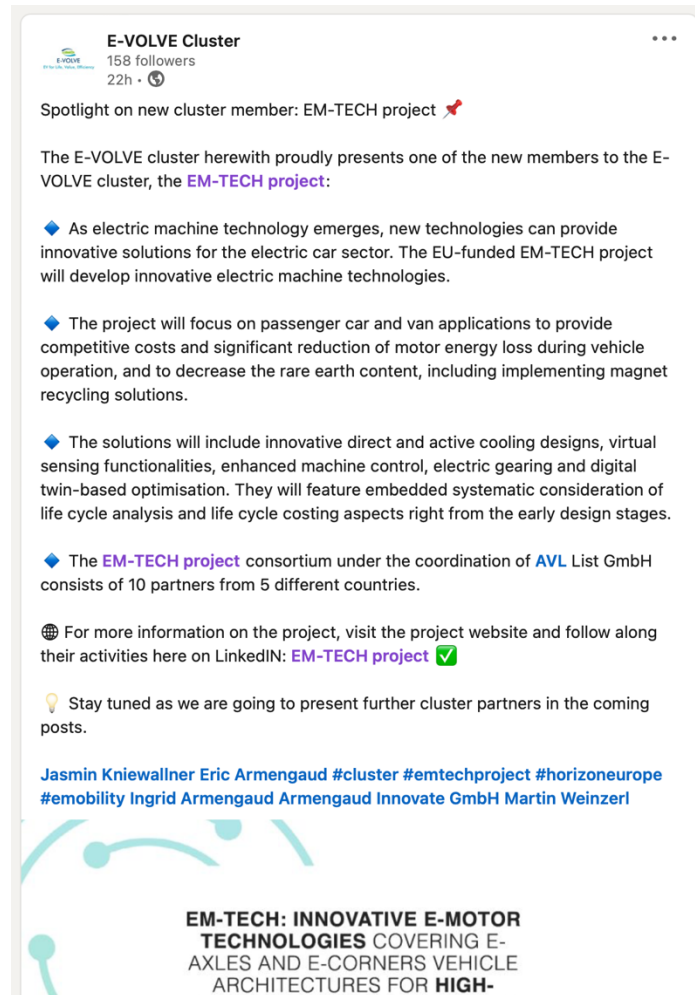 E-VOLVE Cluster
E-VOLVE
158 followers
22h •
Spotlight on new cluster member: EM-TECH project 📌
The E-VOLVE cluster herewith proudly presents one of the new members to the E-
VOLVE cluster, the EM-TECH project:
🔷 As electric machine technology emerges, new technologies can provide
innovative solutions for the electric car sector. The EU-funded EM-TECH project
will develop innovative electric machine technologies.
🔷 The project will focus on passenger car and van applications to provide
competitive costs and significant reduction of motor energy loss during vehicle
operation, and to decrease the rare earth content, including implementing magnet
recycling solutions.
🔷 The solutions will include innovative direct and active cooling designs, virtual
sensing functionalities, enhanced machine control, electric gearing and digital
twin-based optimisation. They will feature embedded systematic consideration of
life cycle analysis and life cycle costing aspects right from the early design stages.
🔷 The EM-TECH project consortium under the coordination of AVL List GmbH
consists of 10 partners from 5 different countries.
🌐 For more information on the project, visit the project website and follow along
their activities here on LinkedIN: EM-TECH project ✅
💡 Stay tuned as we are going to present further cluster partners in the coming
posts.
Jasmin Kniewallner Eric Armengaud #cluster #emtechproject #horizoneurope
#emobility Ingrid Armengaud Armengaud Innovate GmbH Martin Weinzerl
EM-TECH: INNOVATIVE E-MOTOR
TECHNOLOGIES COVERING E-
AXLES AND E-CORNERS VEHICLE
ARCHITECTURES FOR HIGH-